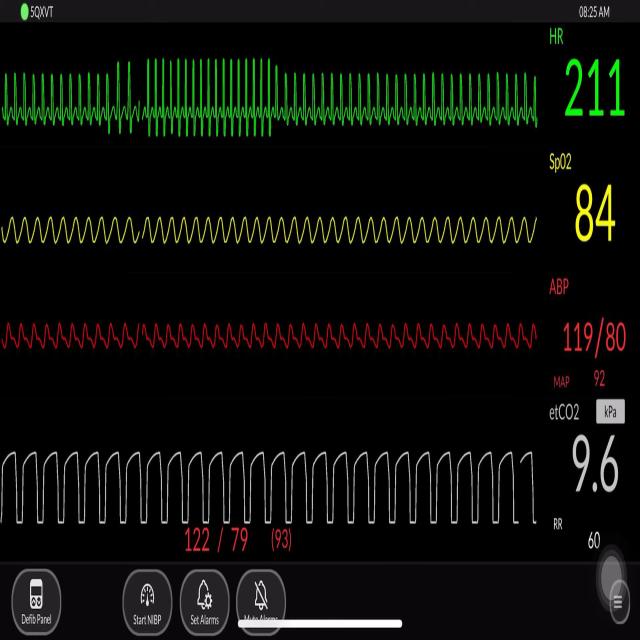 5QXVT 08:25 AM
HR
211
SpO2
84
ABP
119/80
MAP 92
etCO2 kPa
9.6
RR
60
122 / 79 (93)
Defib Panel
Start NIBP
Set Alarms
Mute Alarms